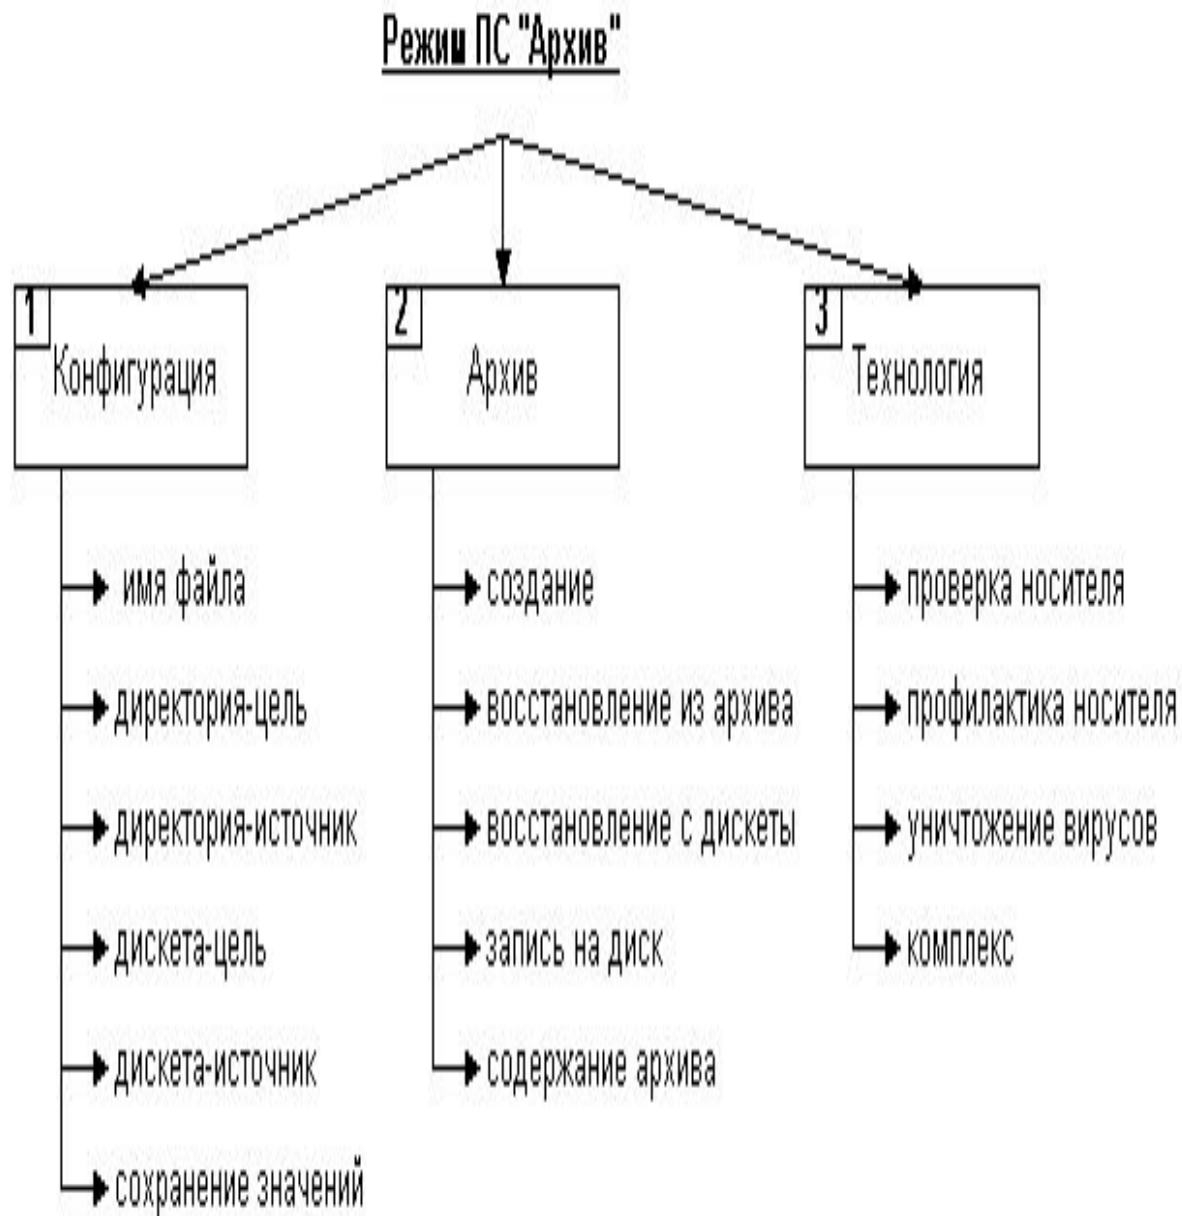 Режим ПС "Архив"
1
Конфигурация
имя файла
директория-цель
директория-источник
дискета-цель
дискета-источник
сохранение значений
2
Архив
создание
восстановление из архива
восстановление с дискеты
запись на диск
содержание архива
3
Технология
проверка носителя
профилактика носителя
уничтожение вирусов
комплекс